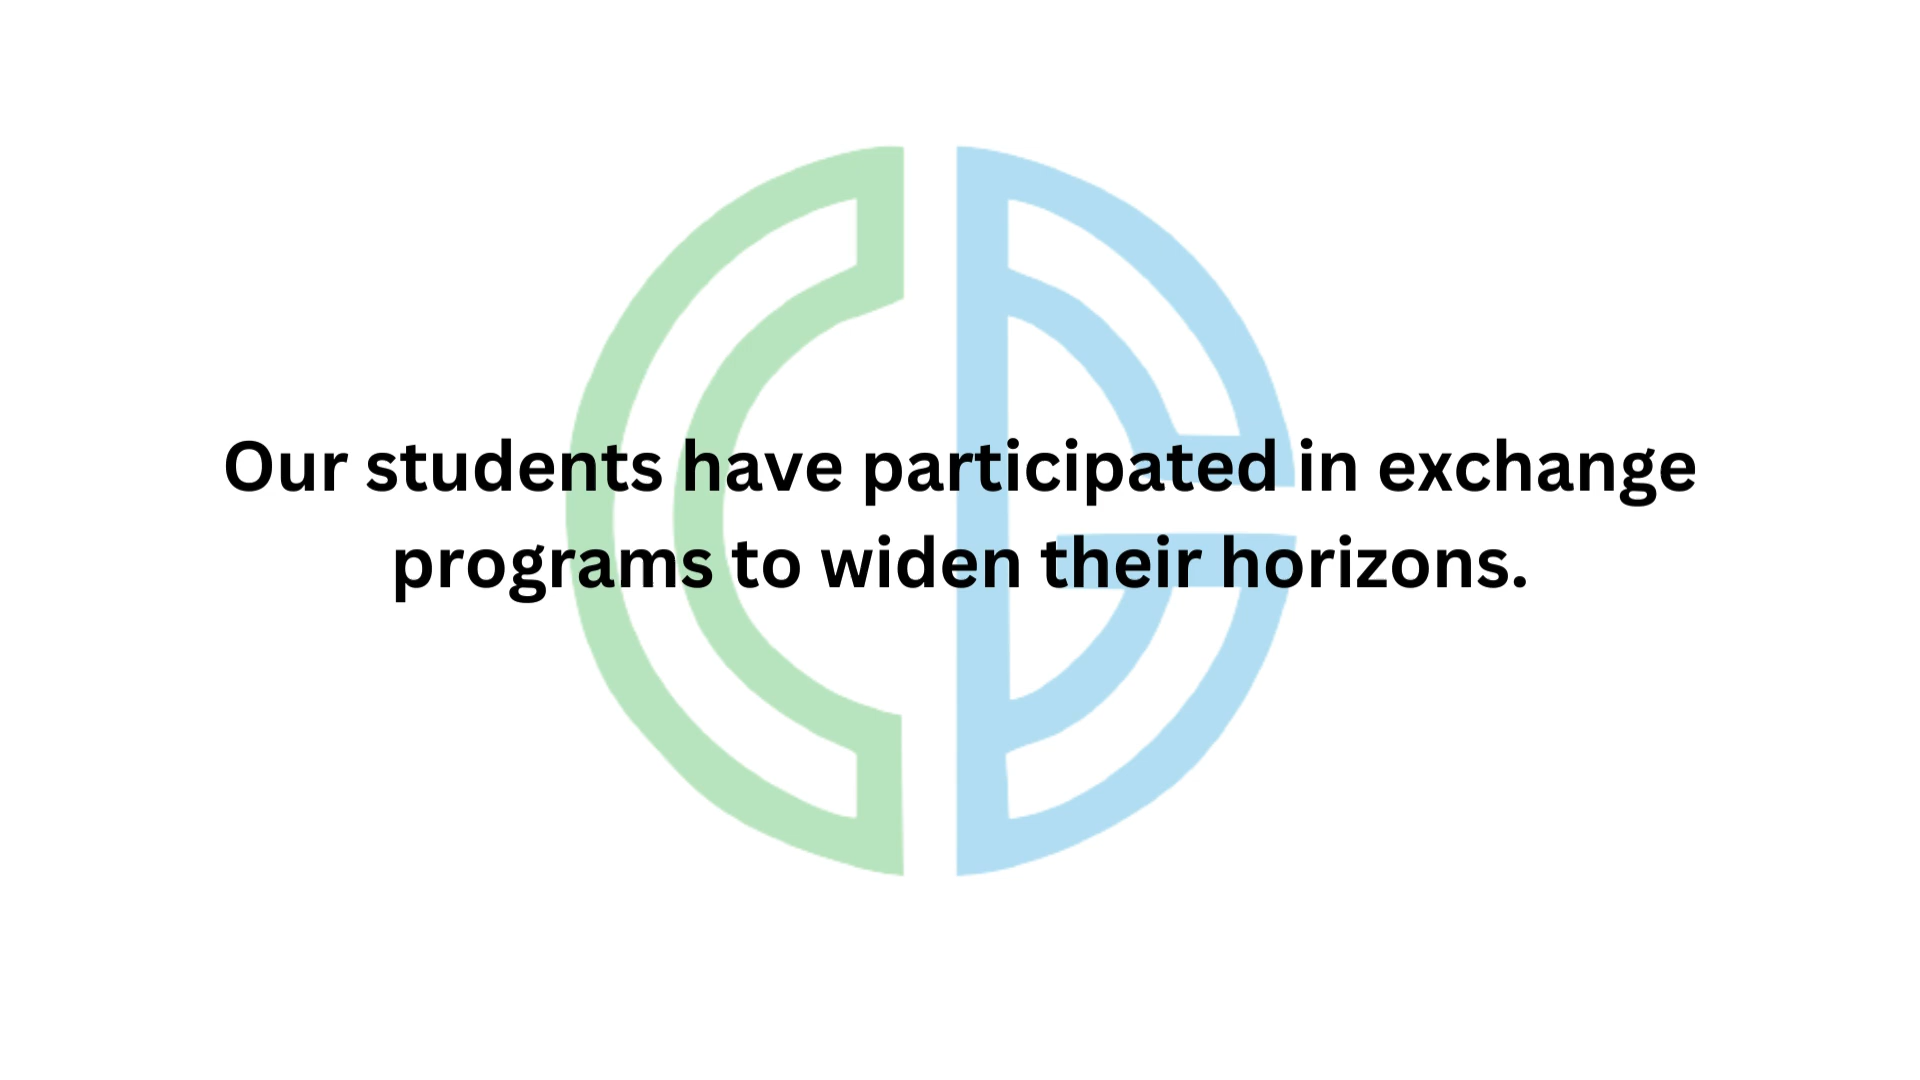 Our students have participated in exchange
programs to widen their horizons.